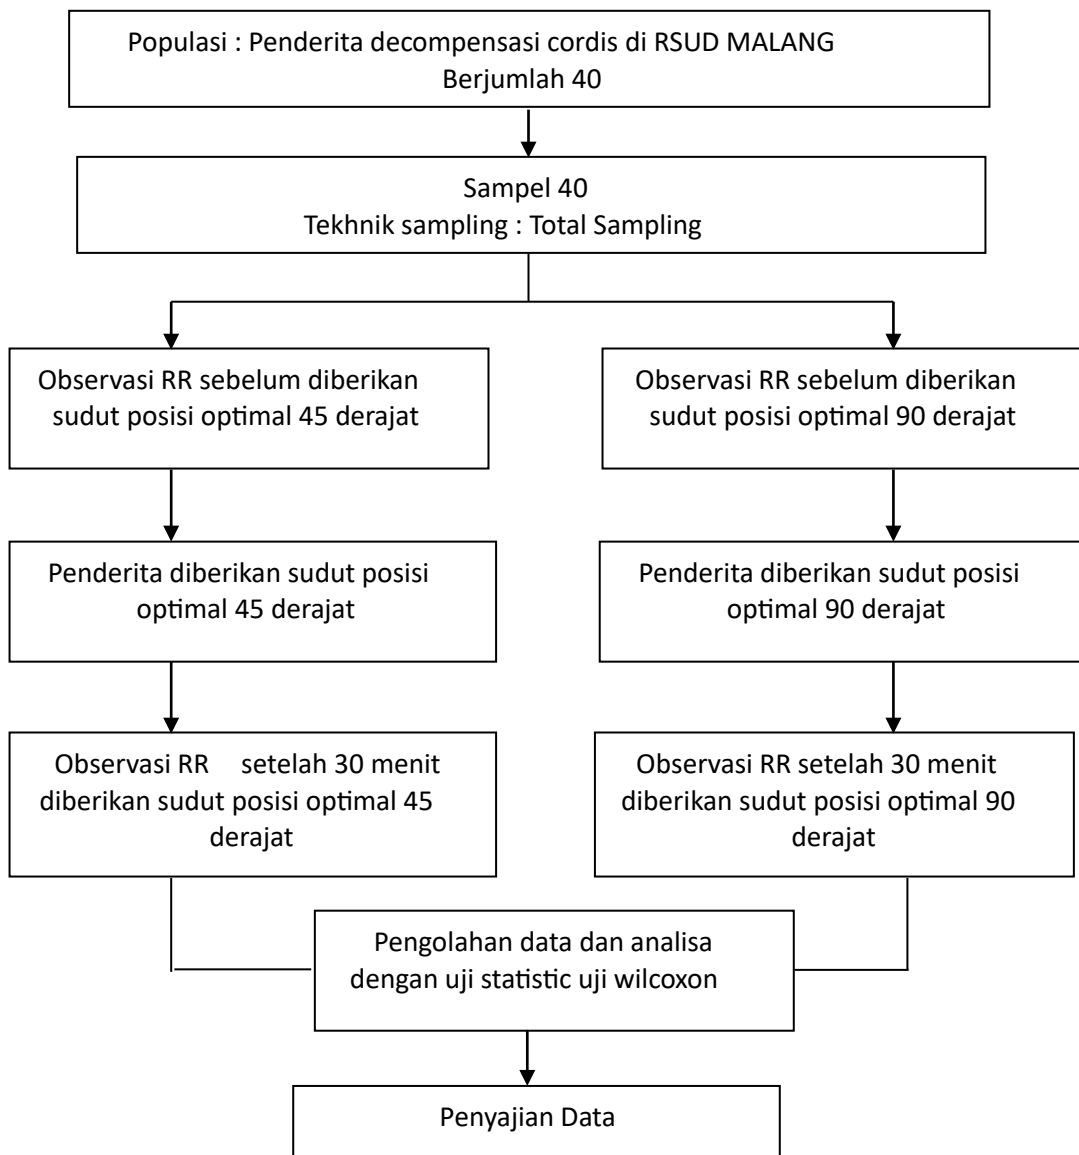 Populasi : Penderita decompensasi cordis di RSUD MALANG
Berjumlah 40
Sampel 40
Tekhnik sampling : Total Sampling
Observasi RR sebelum diberikan
sudut posisi optimal 45 derajat
Observasi RR sebelum diberikan
sudut posisi optimal 90 derajat
Penderita diberikan sudut posisi
optimal 45 derajat
Penderita diberikan sudut posisi
optimal 90 derajat
Observasi RR setelah 30 menit
diberikan sudut posisi optimal 45
derajat
Observasi RR setelah 30 menit
diberikan sudut posisi optimal 90
derajat
Pengolahan data dan analisa
dengan uji statistic uji wilcoxon
Penyajian Data